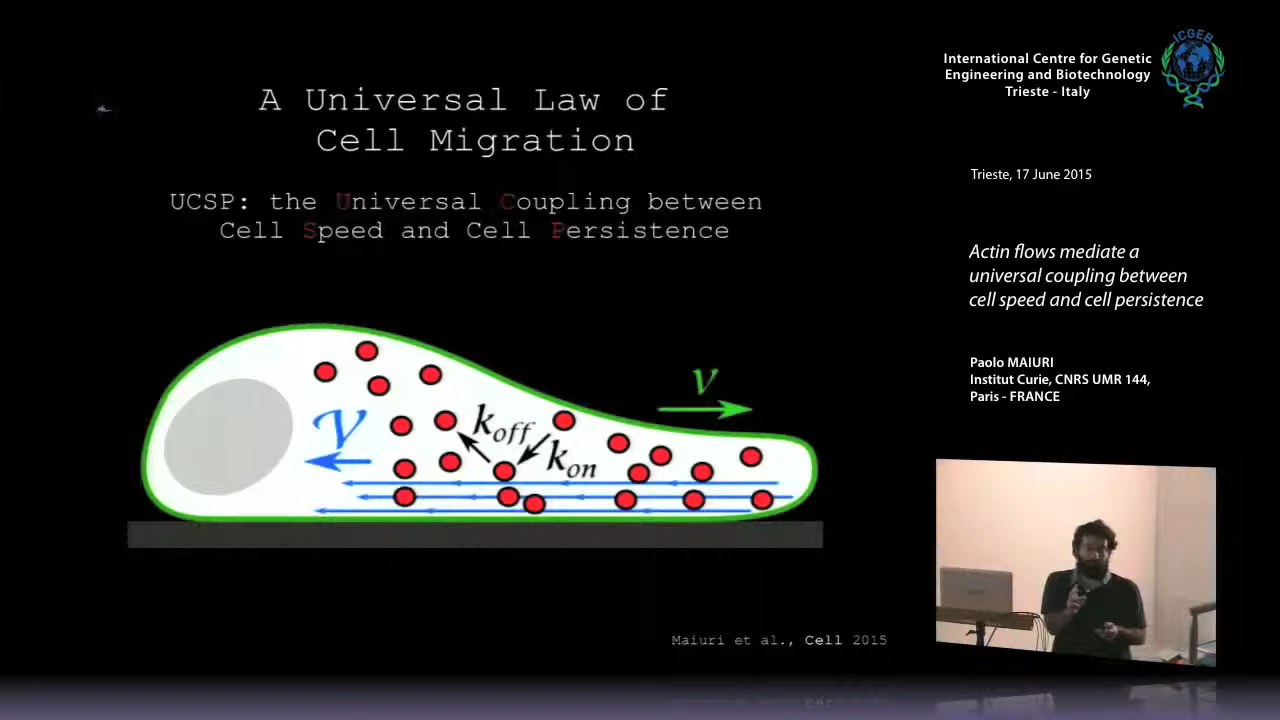 A Universal Law of
Cell Migration
UCSP: the Universal Coupling between
Cell Speed and Cell Persistence
v
V
k_off
k_on
Maiuri et al., Cell 2015
ICGEB
International Centre for Genetic
Engineering and Biotechnology
Trieste - Italy
Trieste, 17 June 2015
Actin flows mediate a
universal coupling between
cell speed and cell persistence
Paolo MAIURI
Institut Curie, CNRS UMR 144,
Paris - FRANCE